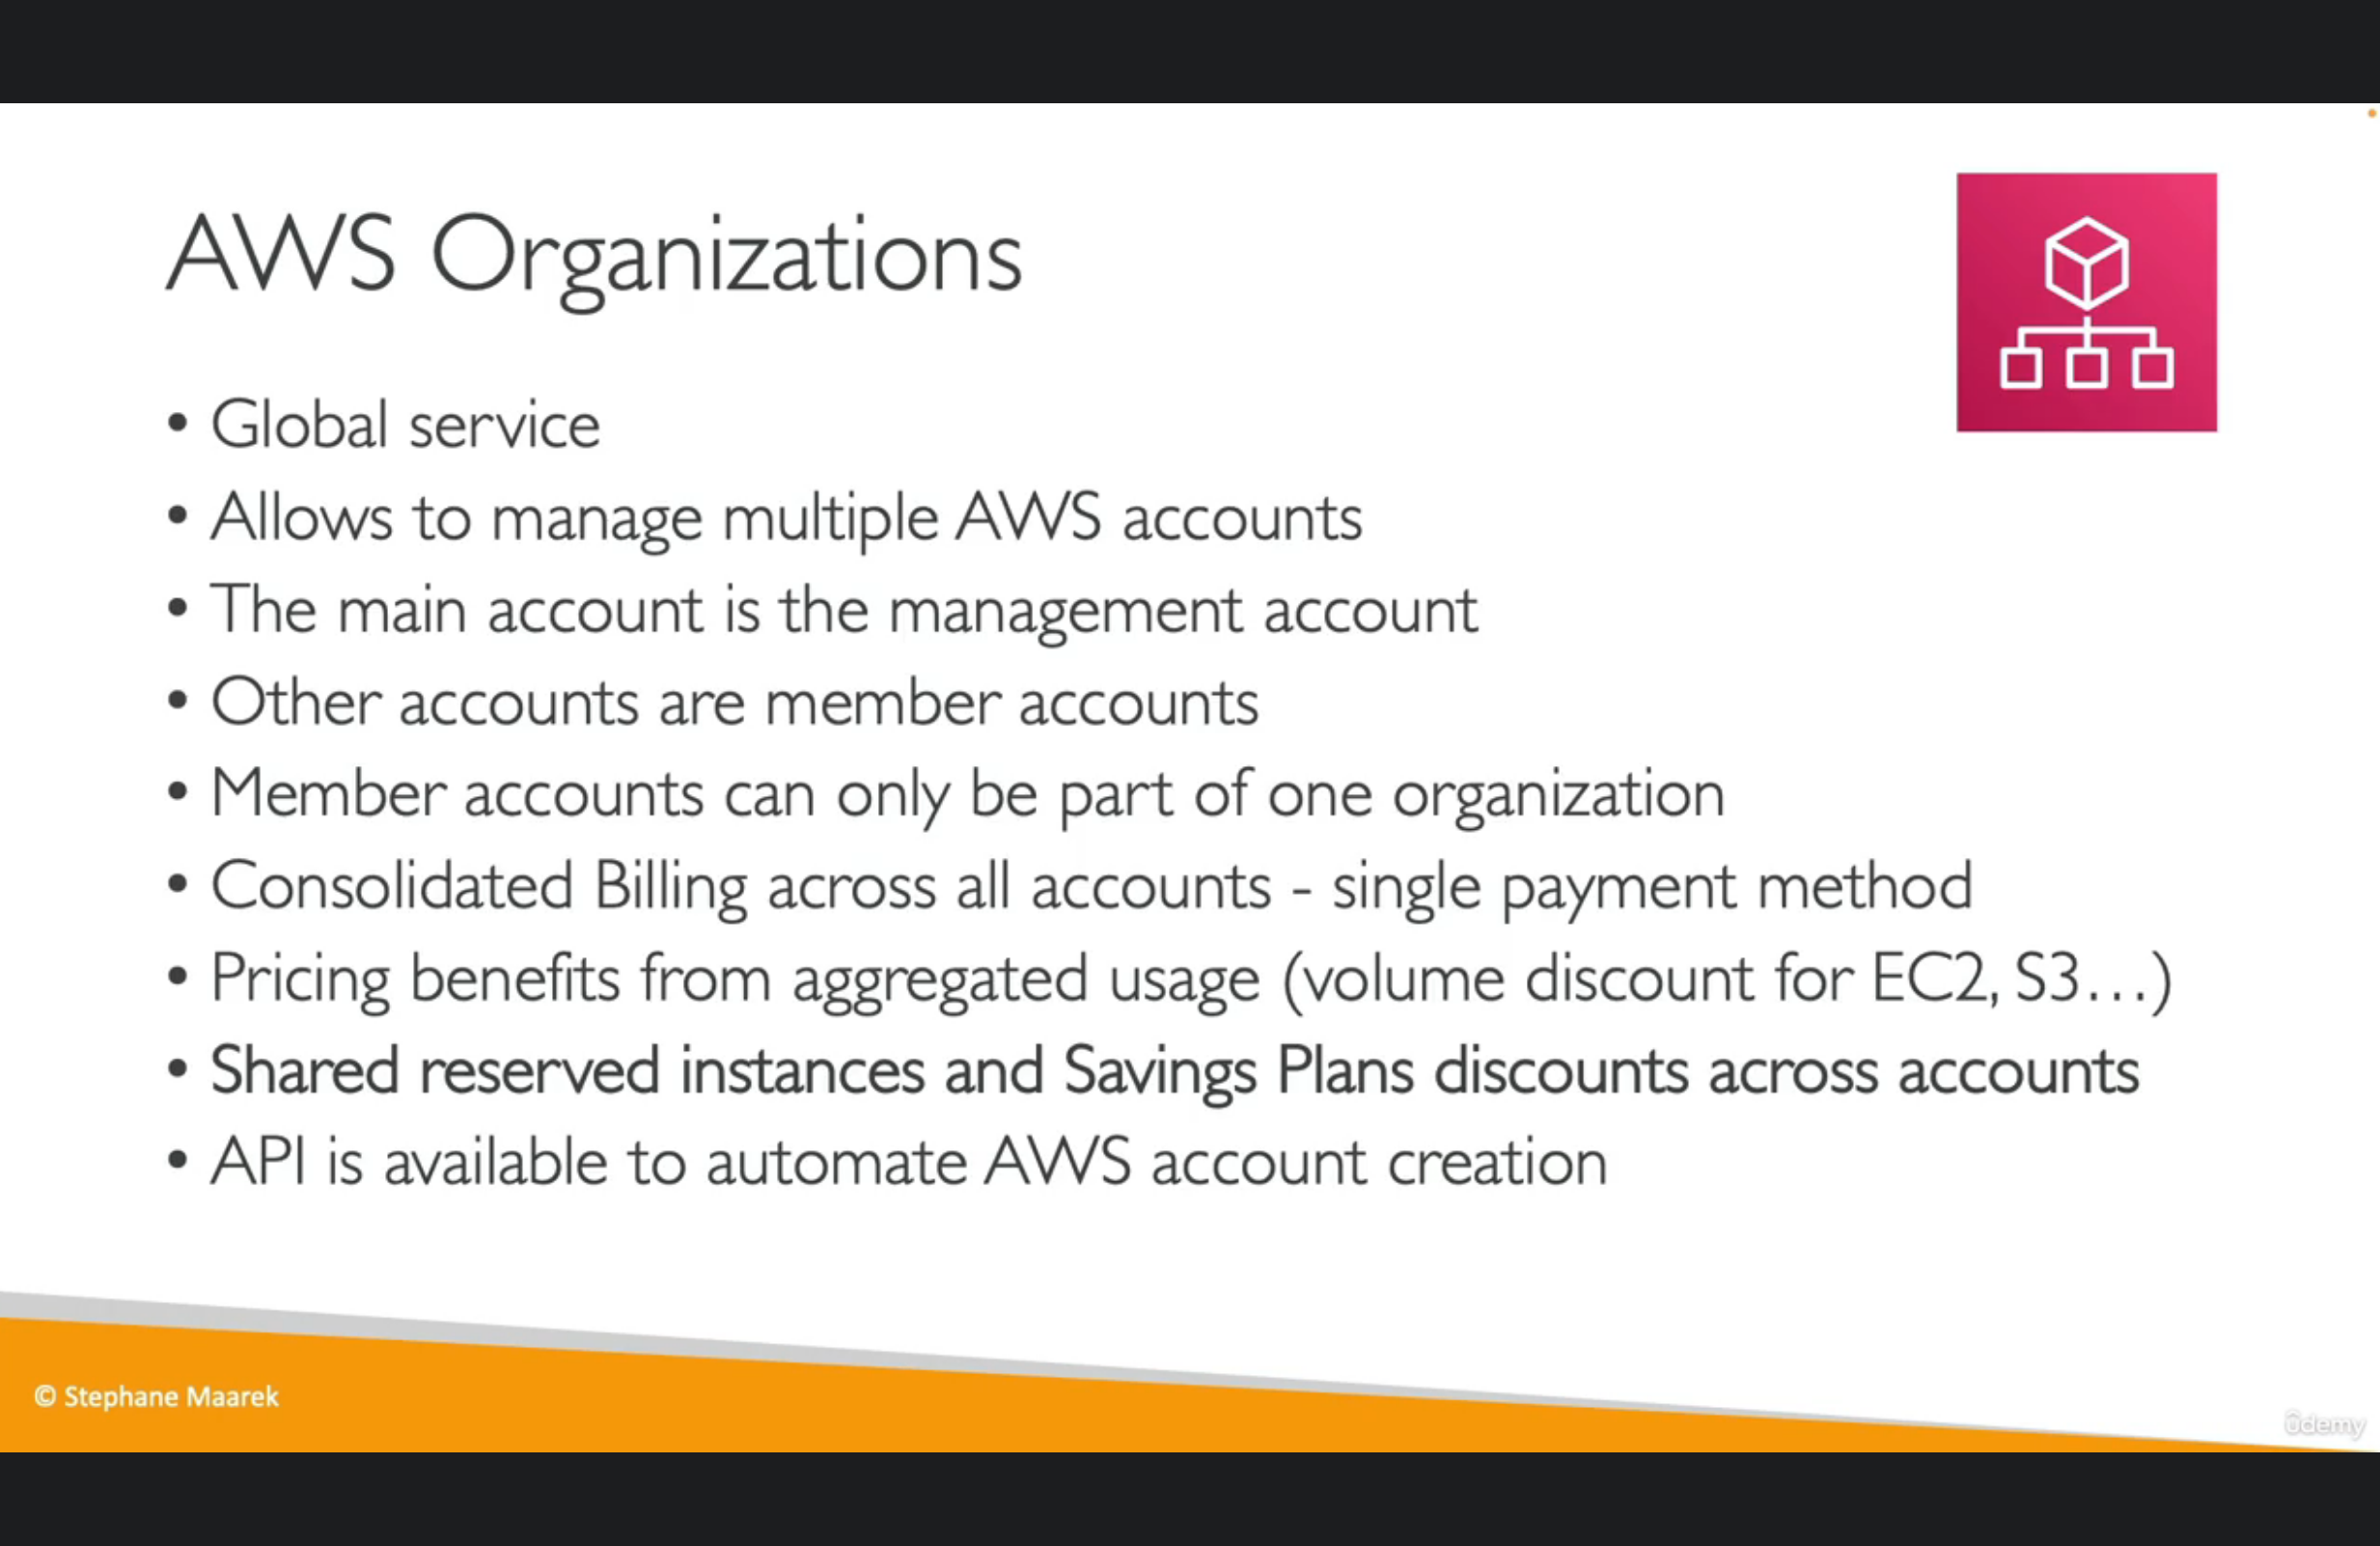 AWS Organizations
• Global service
• Allows to manage multiple AWS accounts
• The main account is the management account
• Other accounts are member accounts
• Member accounts can only be part of one organization
• Consolidated Billing across all accounts - single payment method
• Pricing benefits from aggregated usage (volume discount for EC2, S3…)
• Shared reserved instances and Savings Plans discounts across accounts
• API is available to automate AWS account creation
© Stephane Maarek
ûdemy